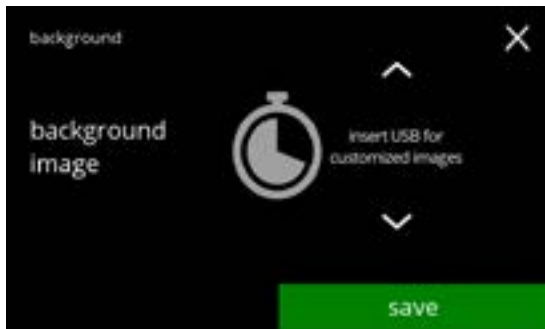 background
background
image
insert USB for
customized images
save